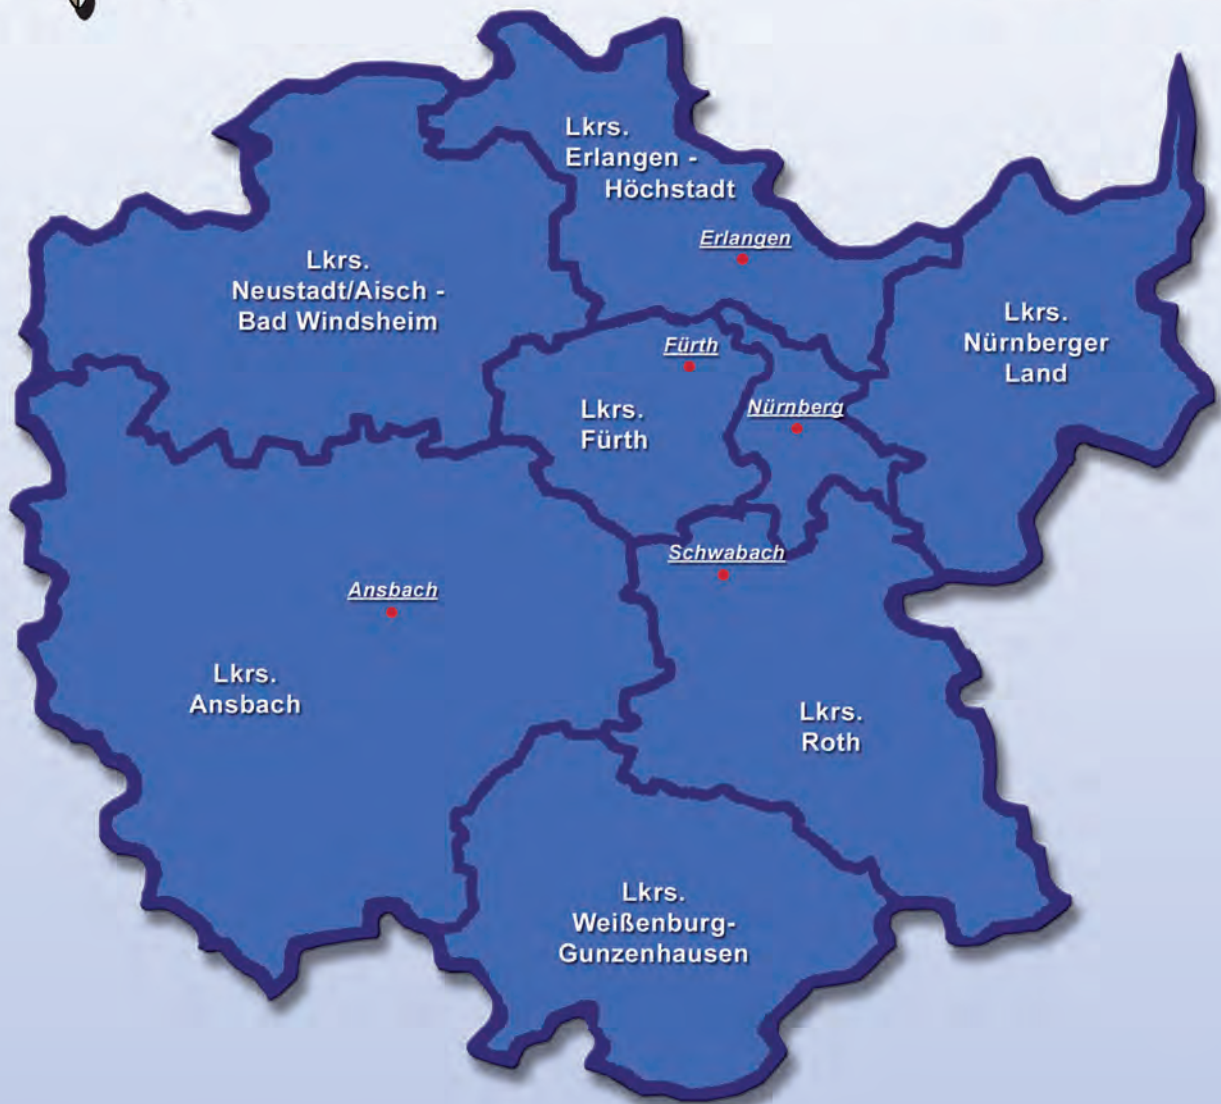 Lkrs.
Erlangen -
Höchstadt
Erlangen
Lkrs.
Neustadt/Aisch -
Bad Windsheim
Lkrs.
Nürnberger
Land
Fürth
Lkrs.
Fürth
Nürnberg
Schwabach
Ansbach
Lkrs.
Ansbach
Lkrs.
Roth
Lkrs.
Weißenburg-
Gunzenhausen